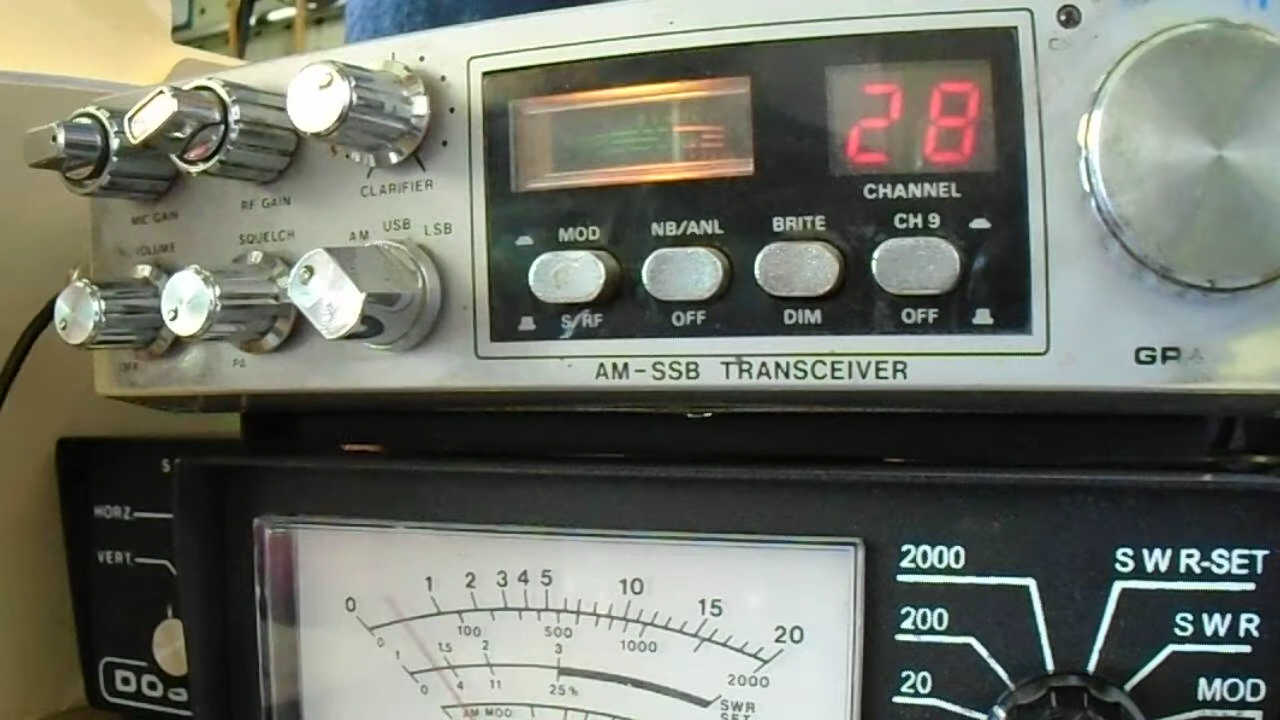 28
CHANNEL
CLARIFIER
MIC GAIN
RF GAIN
VOLUME
SQUELCH
AM USB LSB
MOD
NB/ANL
BRITE
CH 9
S/RF
OFF
DIM
OFF
OFF
PA
AM-SSB TRANSCEIVER
HORZ.
VERT.
0 1 2 3 4 5 10 15 20
0 100 500 1000 2000
1 1.5 2 3
0 4 11 25%
SWR
SET
AM MOD
2000
200
20
SWR-SET
SWR
MOD